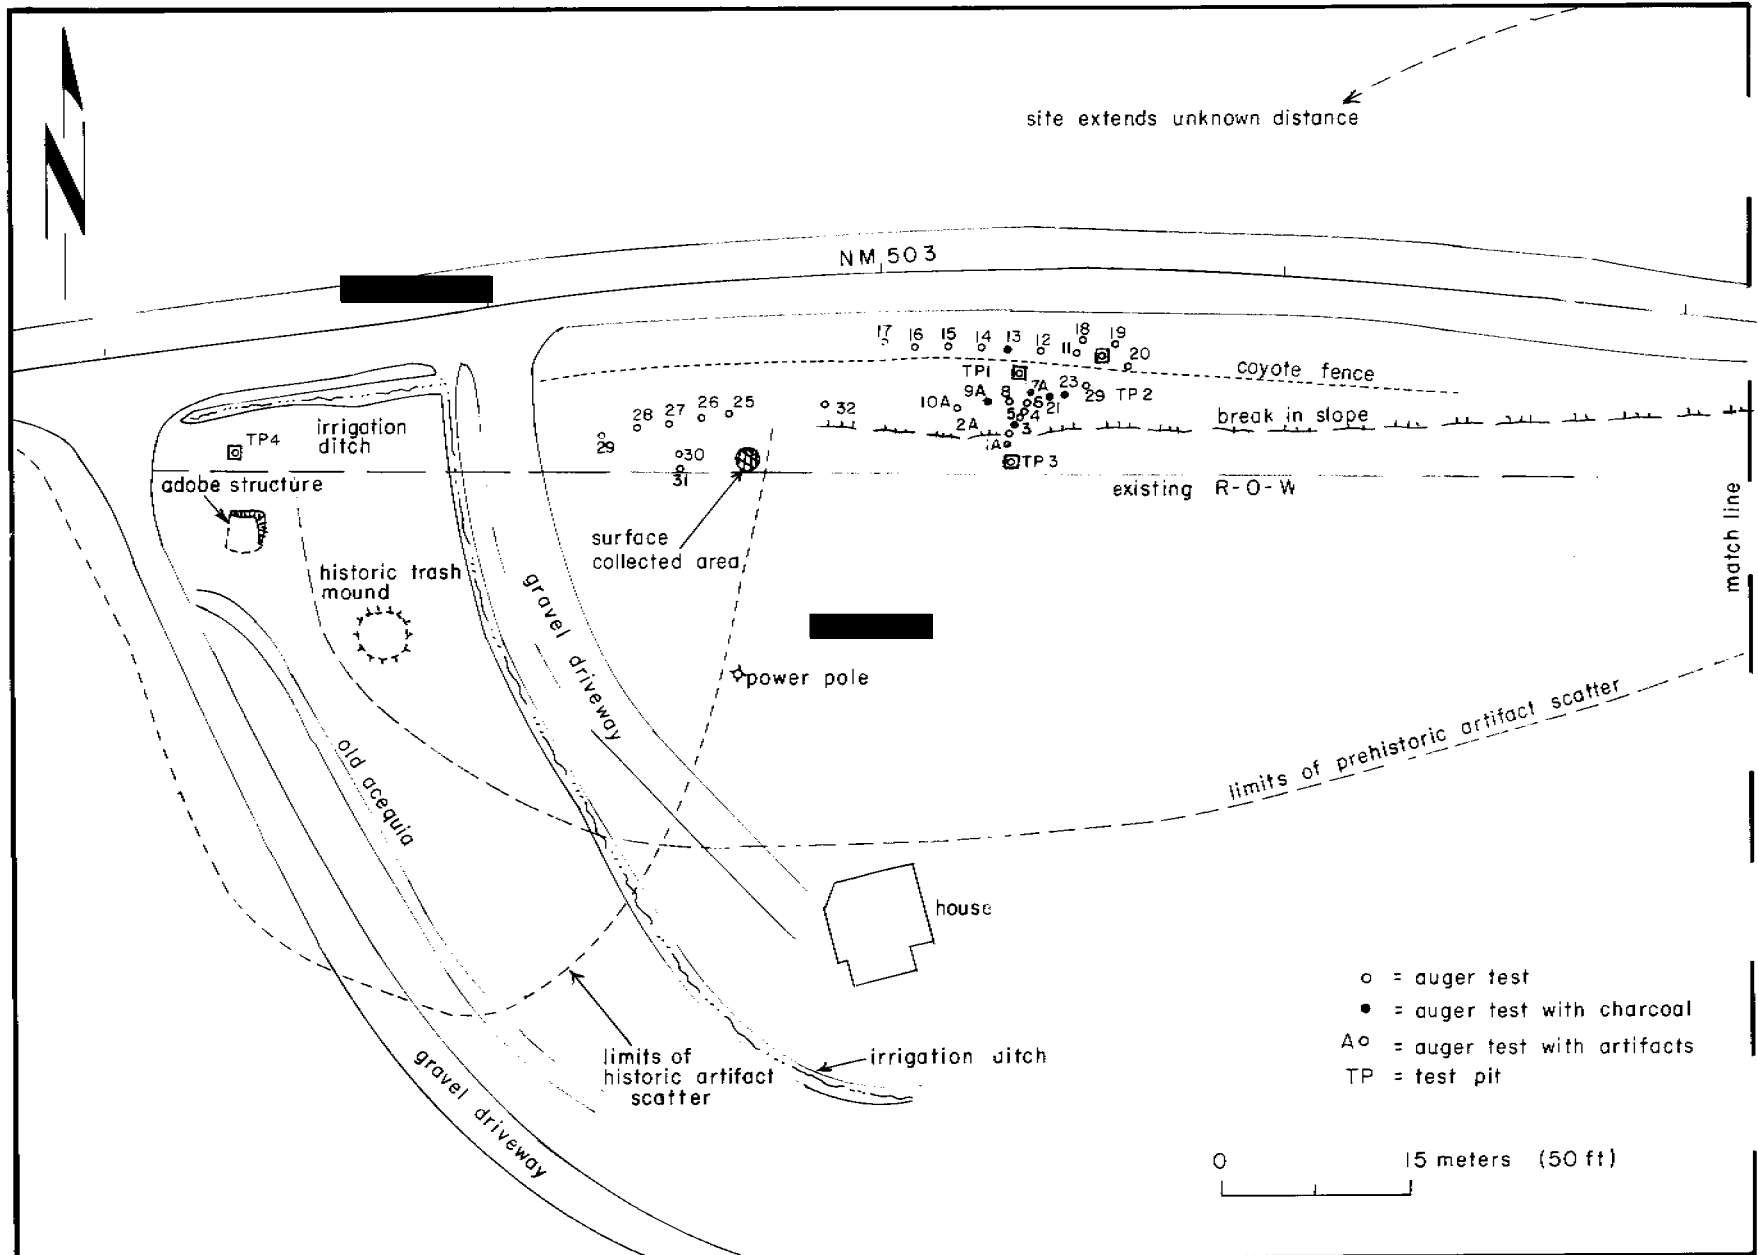 site extends unknown distance
N
NM 503
17 16 15 14 13 12 11 18 19 20
TP1
coyote fence
9A 8 7A 23 29 TP 2
10A 6 21
5 4
2A 3
1A
TP 3
break in slope
28 27 26 25 32
29 30
31
irrigation
ditch
TP4
adobe structure
existing R-O-W
match line
surface
collected area
historic trash
mound
gravel driveway
power pole
limits of prehistoric artifact scatter
old acequia
house
limits of
historic artifact
scatter
irrigation ditch
gravel driveway
o = auger test
● = auger test with charcoal
A o = auger test with artifacts
TP = test pit
0 15 meters (50 ft)